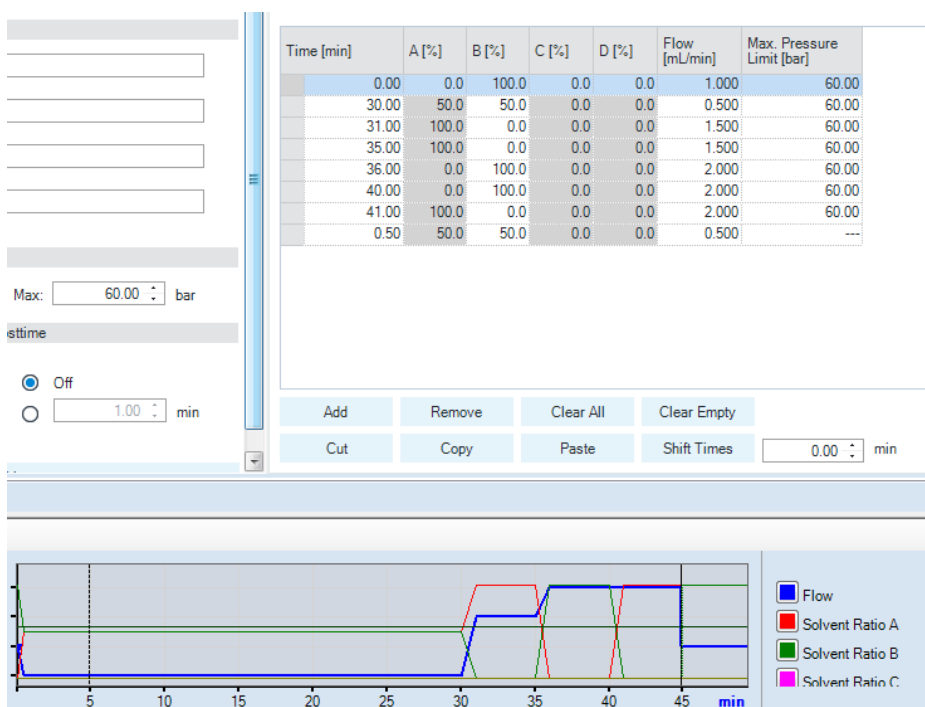 Time [min] A [%] B [%] C [%] D [%] Flow [mL/min] Max. Pressure Limit [bar]
0.00 0.0 100.0 0.0 0.0 1.000 60.00
30.00 50.0 50.0 0.0 0.0 0.500 60.00
31.00 100.0 0.0 0.0 0.0 1.500 60.00
35.00 100.0 0.0 0.0 0.0 1.500 60.00
36.00 0.0 100.0 0.0 0.0 2.000 60.00
40.00 0.0 100.0 0.0 0.0 2.000 60.00
41.00 100.0 0.0 0.0 0.0 2.000 60.00
0.50 50.0 50.0 0.0 0.0 0.500 ---
Max: 60.00 bar
osttime
Off
1.00 min
Add Remove Clear All Clear Empty
Cut Copy Paste Shift Times 0.00 min
Flow
Solvent Ratio A
Solvent Ratio B
Solvent Ratio C
5 10 15 20 25 30 35 40 45 min